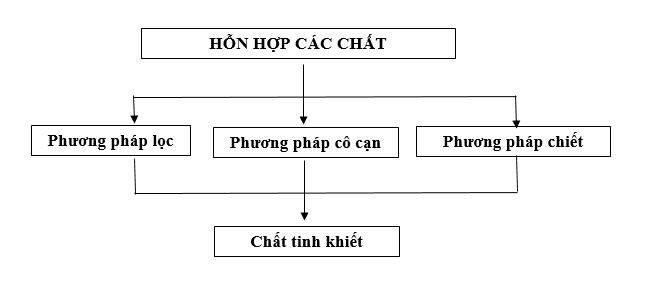 HỖN HỢP CÁC CHẤT
Phương pháp lọc
Phương pháp cô cạn
Phương pháp chiết
Chất tinh khiết